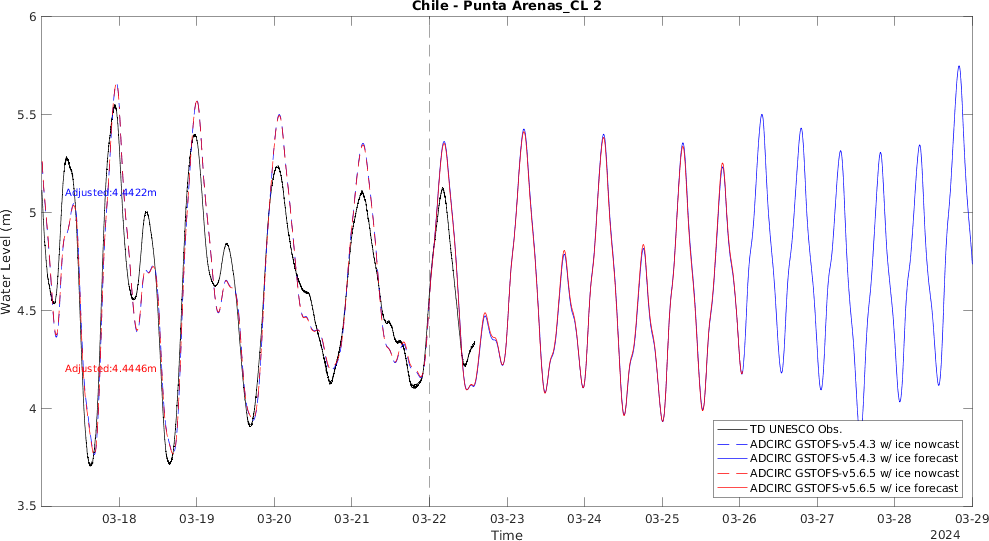 Chile - Punta Arenas_CL 2
6
5.5
5
4.5
4
3.5
Water Level (m)
Adjusted:4.4422m
Adjusted:4.4446m
TD UNESCO Obs.
ADCIRC GSTOFS-v5.4.3 w/ ice nowcast
ADCIRC GSTOFS-v5.4.3 w/ ice forecast
ADCIRC GSTOFS-v5.6.5 w/ ice nowcast
ADCIRC GSTOFS-v5.6.5 w/ ice forecast
03-18 03-19 03-20 03-21 03-22 03-23 03-24 03-25 03-26 03-27 03-28 03-29
Time
2024